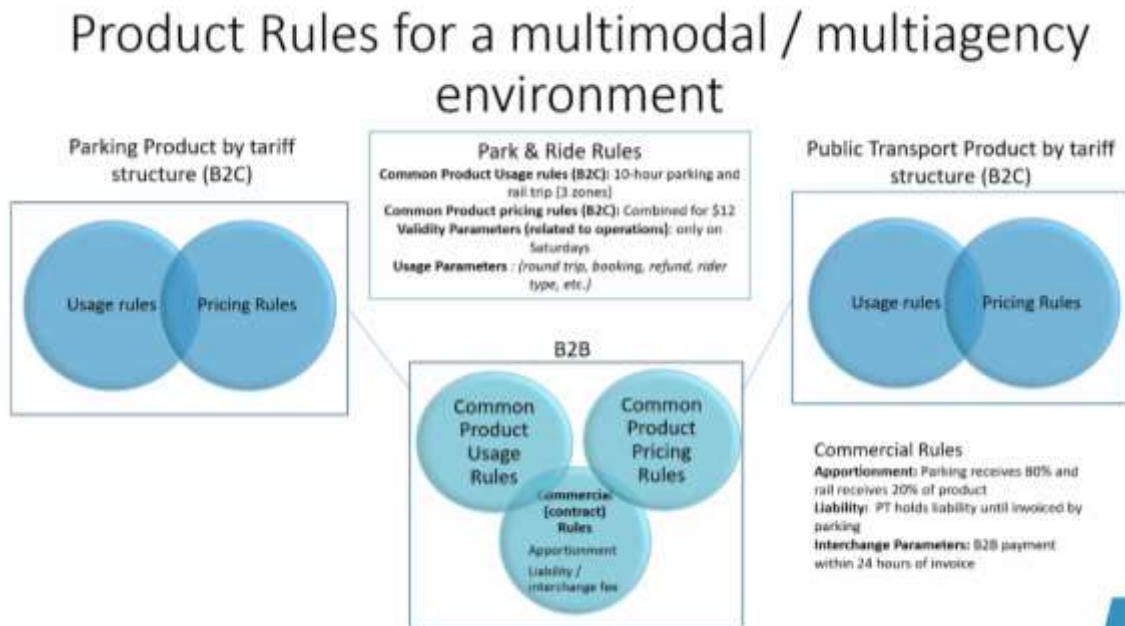 Product Rules for a multimodal / multiagency
environment
Parking Product by tariff
structure (B2C)
Usage rules
Pricing Rules
Park & Ride Rules
Common Product Usage rules (B2C): 10-hour parking and
rail trip (3 zones)
Common Product pricing rules (B2C): Combined for $12
Validity Parameters (related to operations): only on
Saturdays
Usage Parameters : (round trip, booking, refund, rider
type, etc.)
Public Transport Product by tariff
structure (B2C)
Usage rules
Pricing Rules
B2B
Common
Product
Usage
Rules
Common
Product
Pricing
Rules
Commercial
(contract)
Rules
Apportionment
Liability /
interchange fee
Commercial Rules
Apportionment: Parking receives 80% and
rail receives 20% of product
Liability: PT holds liability until invoiced by
parking
Interchange Parameters: B2B payment
within 24 hours of invoice